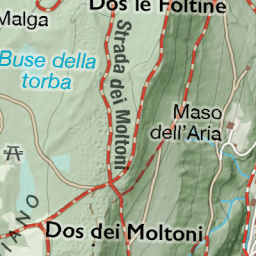 Dos le Foltine
Malga
Strada dei Moltoni
Buse della
torba
Maso
dell'Aria
Dos dei Moltoni